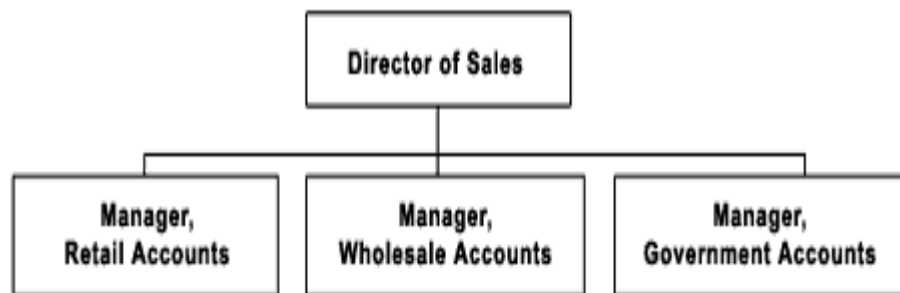 Director of Sales
Manager,
Retail Accounts
Manager,
Wholesale Accounts
Manager,
Government Accounts